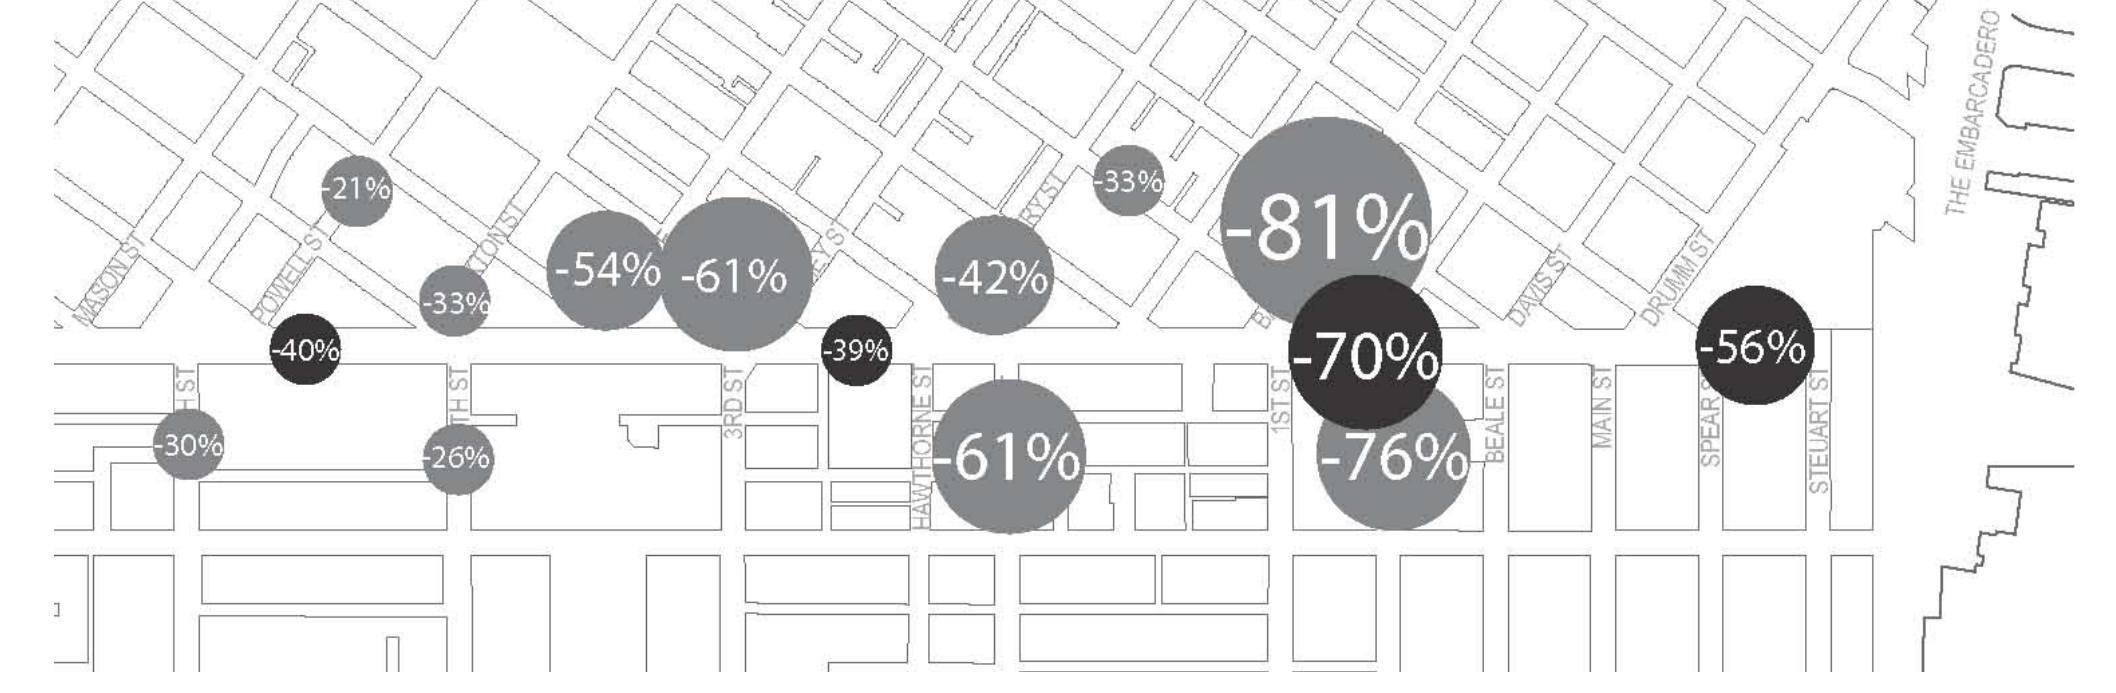 THE EMBARCADERO
-33%
-21%
-81%
MASON ST
POWELL ST
-54%
-61%
-42%
DAVIS ST
DRUMM ST
-33%
-40%
-39%
-70%
-56%
3RD ST
HAWTHORNE ST
1ST ST
BEALE ST
MAIN ST
SPEAR
STEUART ST
-30%
-26%
-61%
-76%